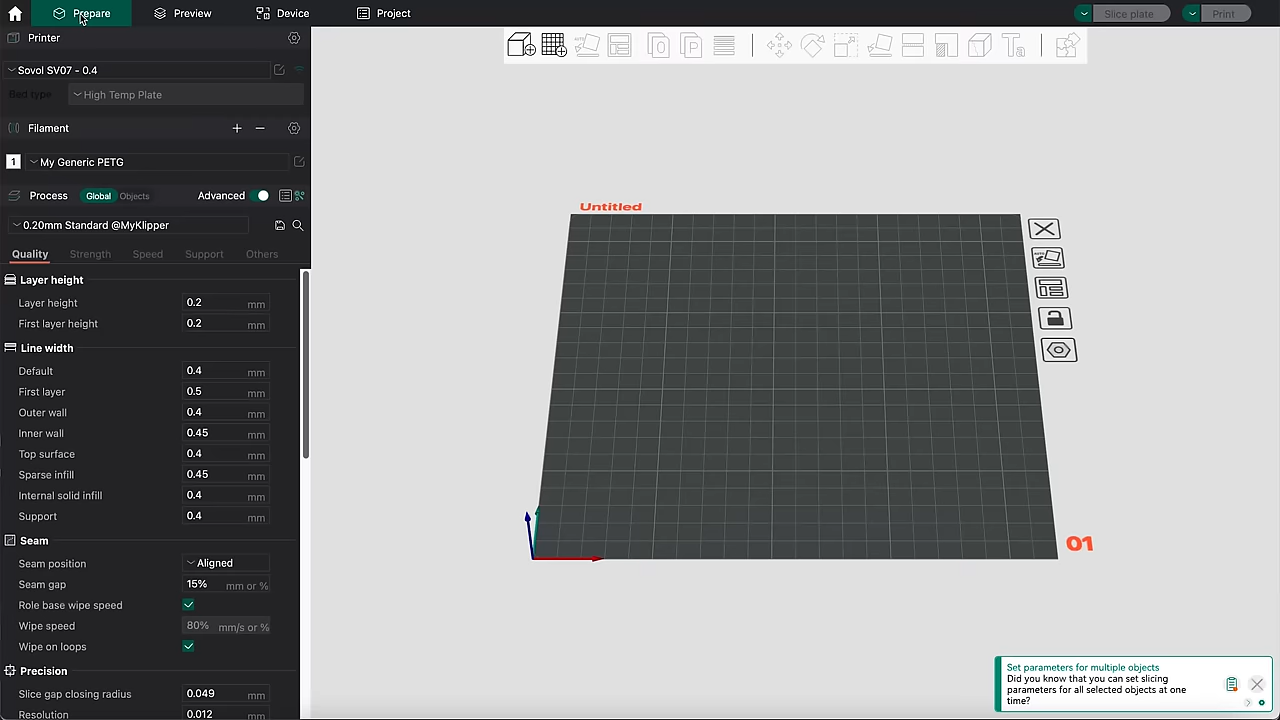 Prepare
Preview
Device
Project
Slice plate
Print
Printer
Sovol SV07 - 0.4
Bed type
High Temp Plate
Filament
1
My Generic PETG
Process
Global
Objects
Advanced
0.20mm Standard @MyKlipper
Quality
Strength
Speed
Support
Others
Layer height
Layer height 0.2 mm
First layer height 0.2 mm
Line width
Default 0.4 mm
First layer 0.5 mm
Outer wall 0.4 mm
Inner wall 0.45 mm
Top surface 0.4 mm
Sparse infill 0.45 mm
Internal solid infill 0.4 mm
Support 0.4 mm
Seam
Seam position Aligned
Seam gap 15% mm or %
Role base wipe speed
Wipe speed 80% mm/s or %
Wipe on loops
Precision
Slice gap closing radius 0.049 mm
Resolution 0.012 mm
Untitled
01
Set parameters for multiple objects
Did you know that you can set slicing
parameters for all selected objects at one
time?